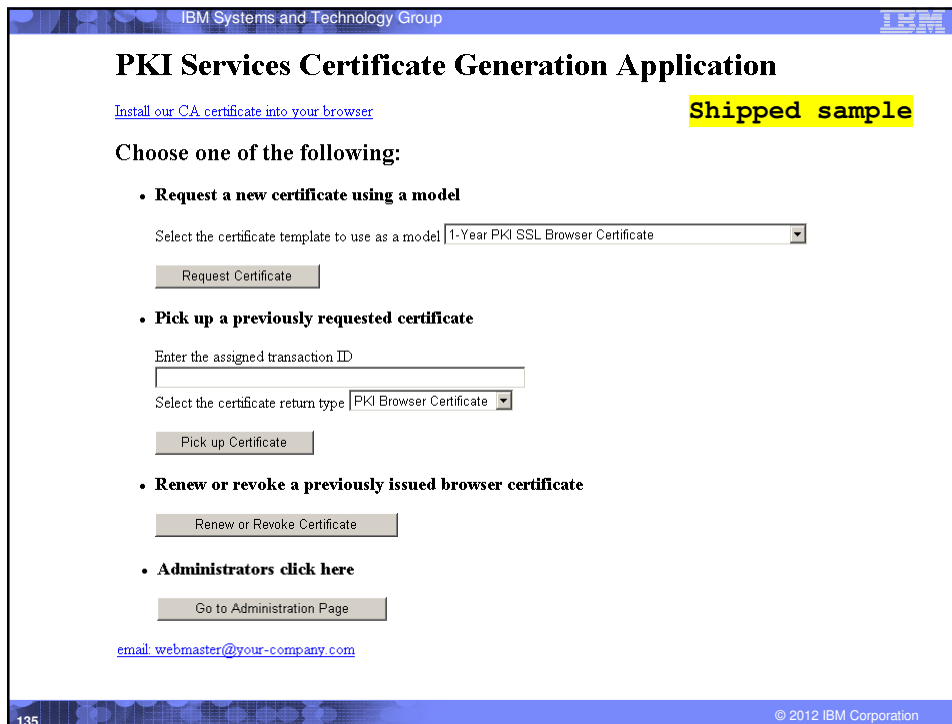 IBM Systems and Technology Group
IBM
PKI Services Certificate Generation Application
Install our CA certificate into your browser
Shipped sample
Choose one of the following:
• Request a new certificate using a model
Select the certificate template to use as a model 1-Year PKI SSL Browser Certificate
Request Certificate
• Pick up a previously requested certificate
Enter the assigned transaction ID
Select the certificate return type PKI Browser Certificate
Pick up Certificate
• Renew or revoke a previously issued browser certificate
Renew or Revoke Certificate
• Administrators click here
Go to Administration Page
email: webmaster@your-company.com
135
© 2012 IBM Corporation